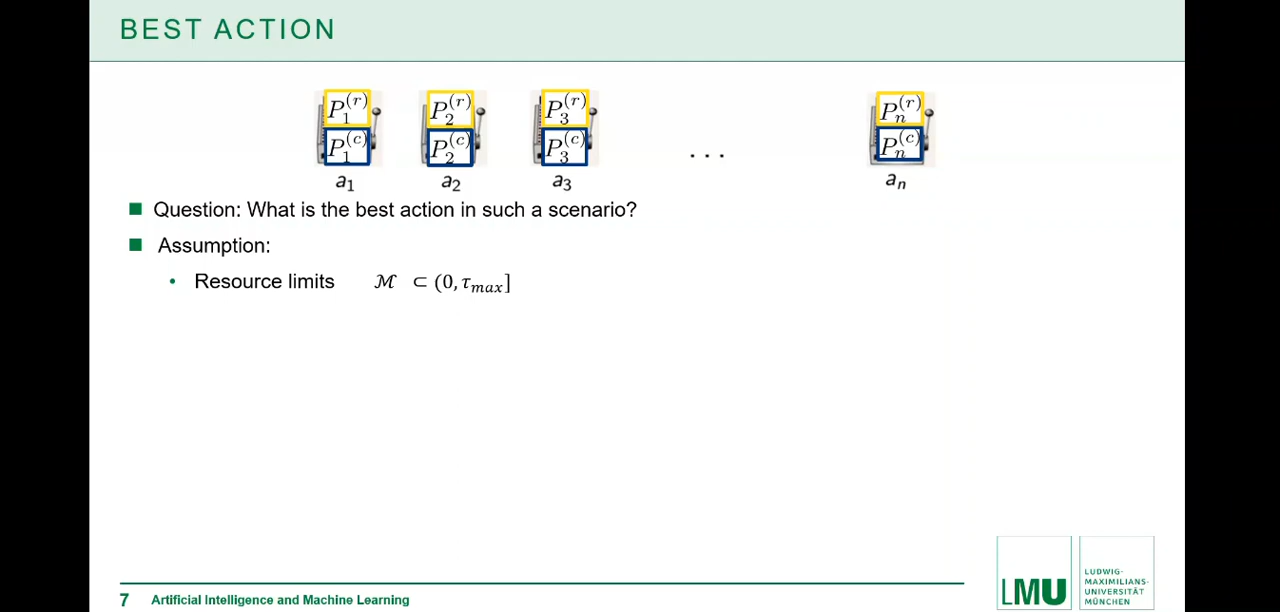 BEST ACTION
P_1^{(r)} P_2^{(r)} P_3^{(r)} P_n^{(r)}
P_1^{(c)} P_2^{(c)} P_3^{(c)} ... P_n^{(c)}
a_1 a_2 a_3 a_n
Question: What is the best action in such a scenario?
Assumption:
• Resource limits ℳ ⊂ (0, τ_{max}]
7 Artificial Intelligence and Machine Learning
LMU
LUDWIG-
MAXIMILIANS-
UNIVERSITÄT
MÜNCHEN